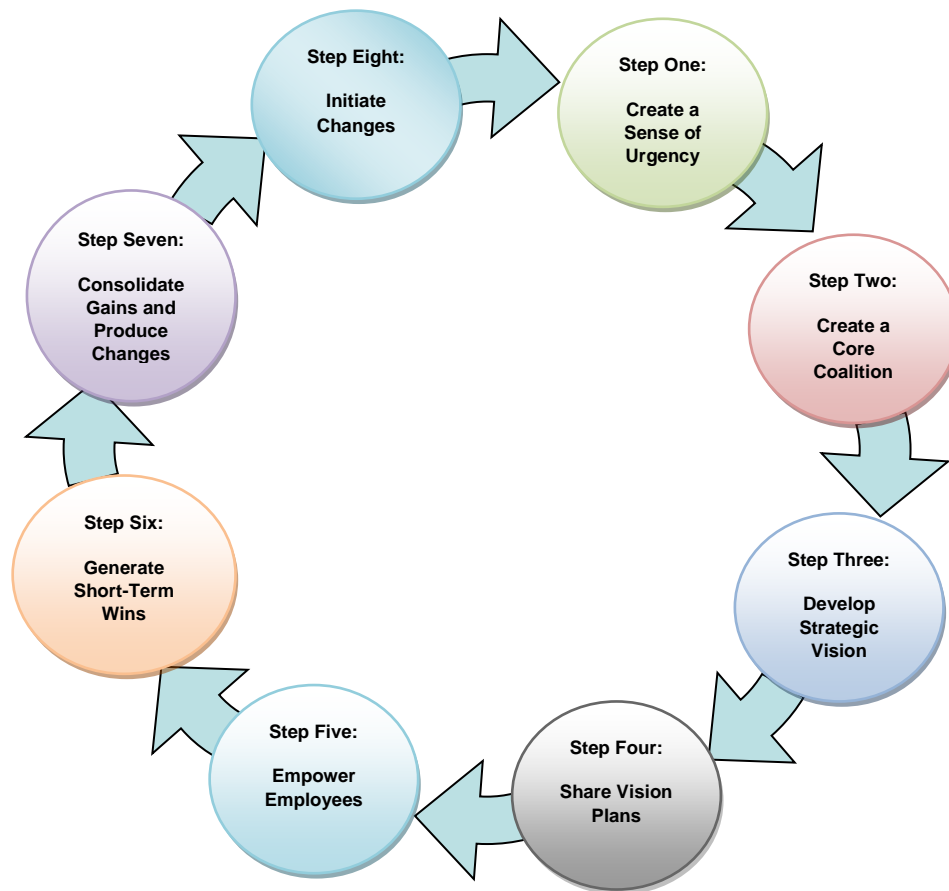 Step One:
Create a
Sense of
Urgency
Step Two:
Create a
Core
Coalition
Step Three:
Develop
Strategic
Vision
Step Four:
Share Vision
Plans
Step Five:
Empower
Employees
Step Six:
Generate
Short-Term
Wins
Step Seven:
Consolidate
Gains and
Produce
Changes
Step Eight:
Initiate
Changes